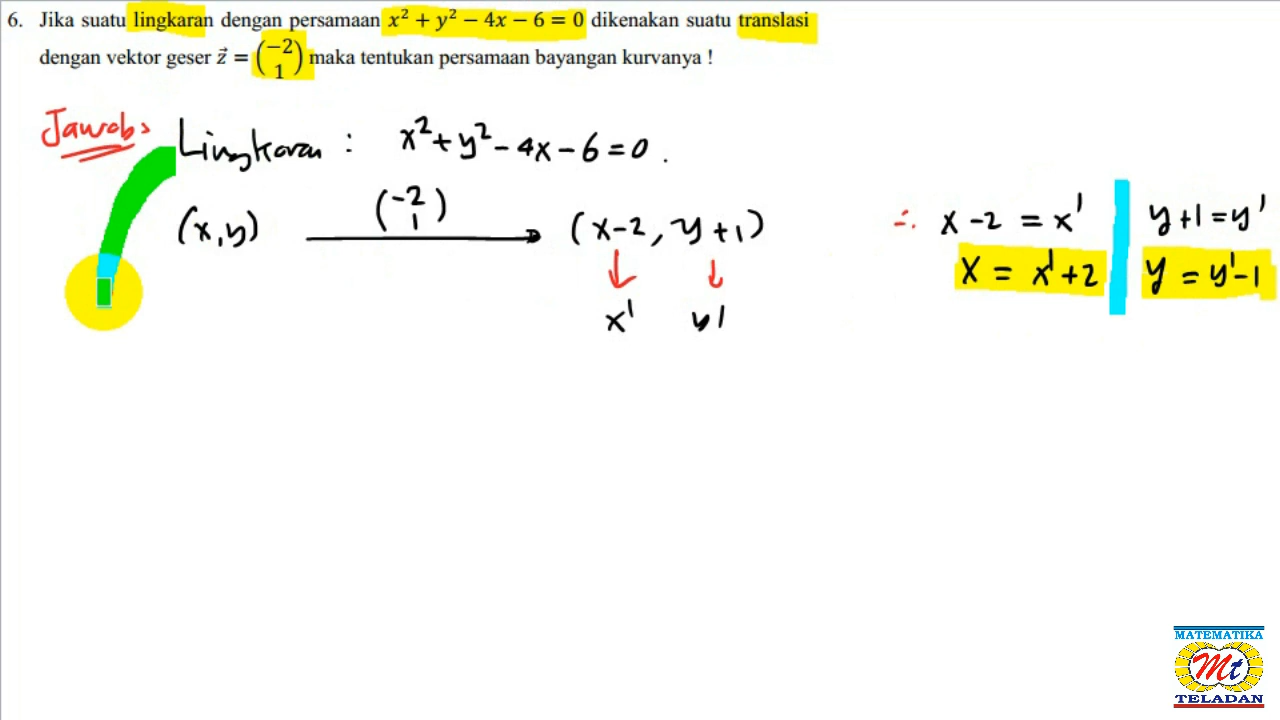 6. Jika suatu lingkaran dengan persamaan x² + y² − 4x − 6 = 0 dikenakan suatu translasi
dengan vektor geser z⃗ = (−2 1) maka tentukan persamaan bayangan kurvanya !
Jawab:
Lingkaran : x² + y² - 4x - 6 = 0 .
(x,y) (-2 1) → (x-2, y+1)
↓ ↓
x' y'
∴ x - 2 = x'
x = x'+2
y+1 = y'
y = y'-1
MATEMATIKA
Mt
TELADAN